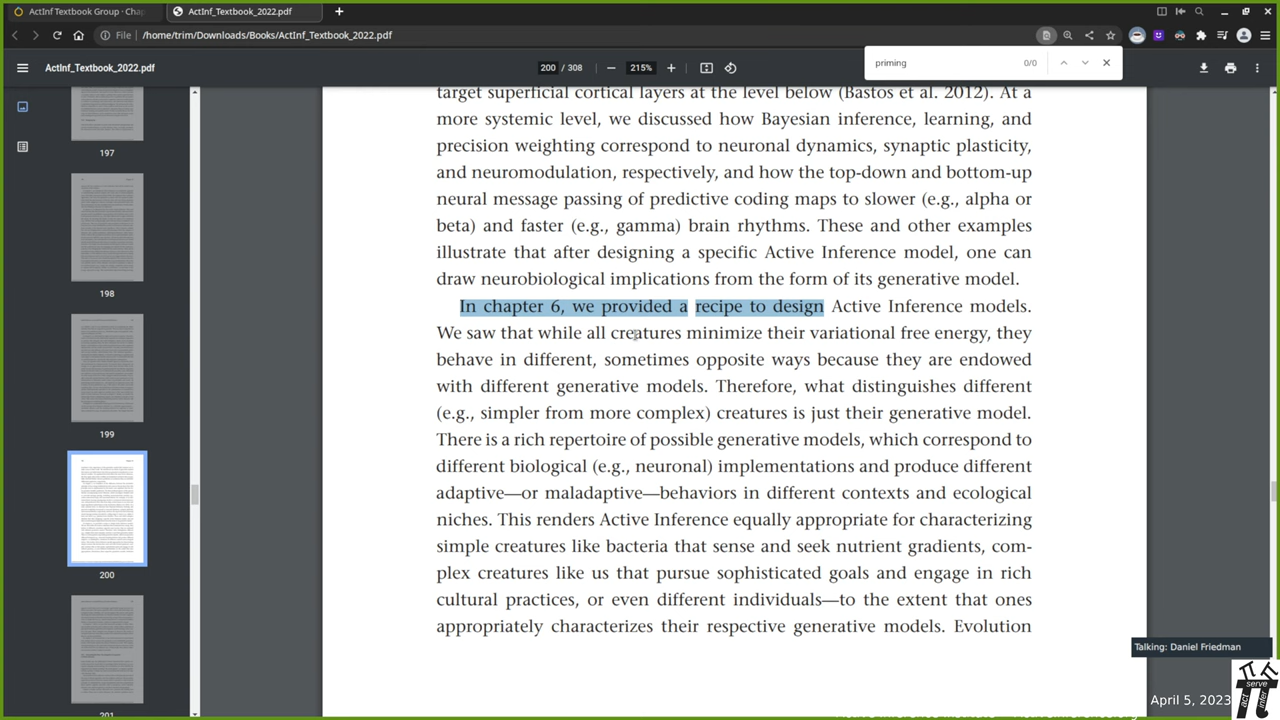 ActInf Textbook Group · Chap
ActInf_Textbook_2022.pdf
File
/home/trim/Downloads/Books/ActInf_Textbook_2022.pdf
ActInf_Textbook_2022.pdf
200 / 308
215%
priming
0/0
197
198
199
200
201
target superficial cortical layers at the level below (Bastos et al. 2012). At a
more systemic level, we discussed how Bayesian inference, learning, and
precision weighting correspond to neuronal dynamics, synaptic plasticity,
and neuromodulation, respectively, and how the top-down and bottom-up
neural message passing of predictive coding maps to slower (e.g., alpha or
beta) and faster (e.g., gamma) brain rhythms. These and other examples
illustrate that after designing a specific Active Inference model, one can
draw neurobiological implications from the form of its generative model.
In chapter 6, we provided a recipe to design Active Inference models.
We saw that while all creatures minimize their variational free energy, they
behave in different, sometimes opposite ways because they are endowed
with different generative models. Therefore, what distinguishes different
(e.g., simpler from more complex) creatures is just their generative model.
There is a rich repertoire of possible generative models, which correspond to
different biological (e.g., neuronal) implementations and produce different
adaptive—or maladaptive—behaviors in different contexts and ecological
niches. This renders Active Inference equally appropriate for characterizing
simple creatures like bacteria that sense and seek nutrient gradients, com-
plex creatures like us that pursue sophisticated goals and engage in rich
cultural practices, or even different individuals—to the extent that ones
appropriately characterizes their respective generative models. Evolution
Talking: Daniel Friedman
serve
act
infer
April 5, 2023